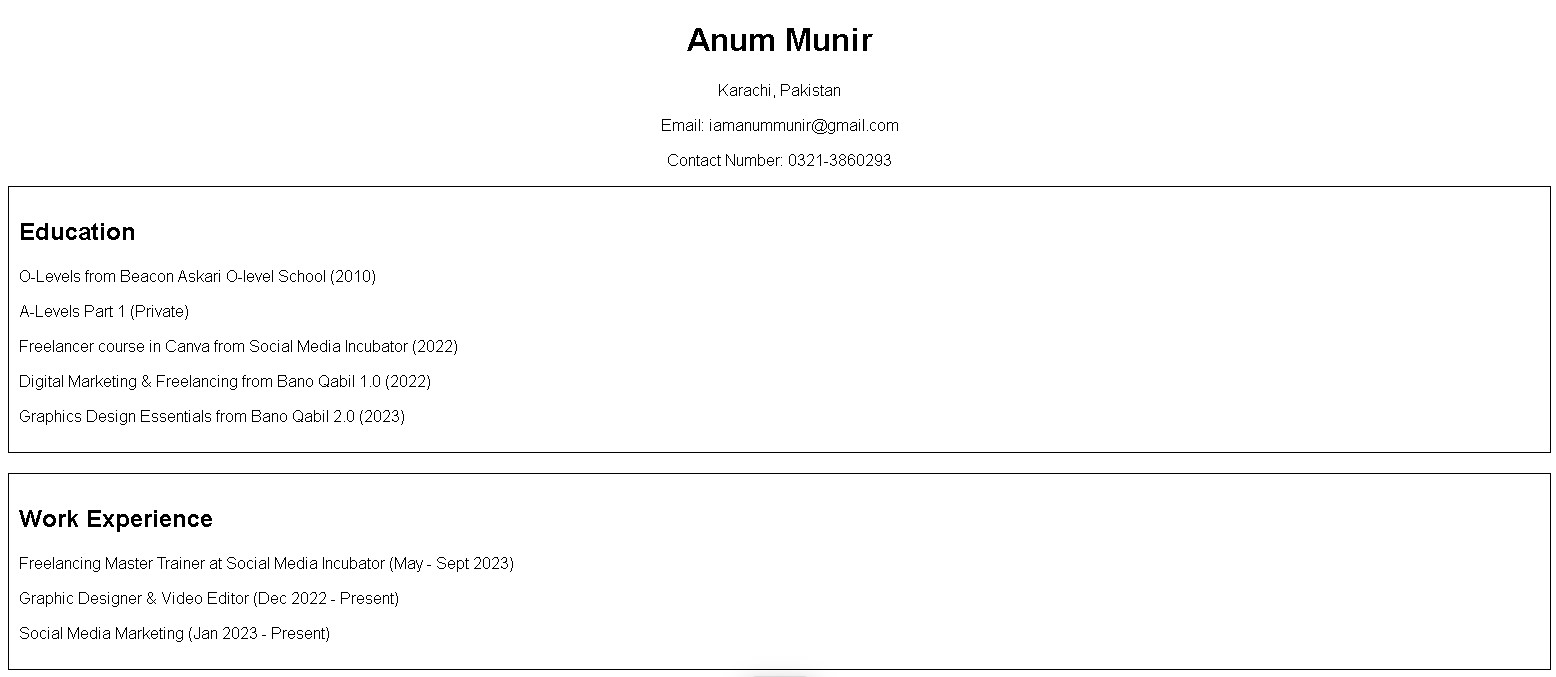 Anum Munir
Karachi, Pakistan
Email: iamanummunir@gmail.com
Contact Number: 0321-3860293
Education
O-Levels from Beacon Askari O-level School (2010)
A-Levels Part 1 (Private)
Freelancer course in Canva from Social Media Incubator (2022)
Digital Marketing & Freelancing from Bano Qabil 1.0 (2022)
Graphics Design Essentials from Bano Qabil 2.0 (2023)
Work Experience
Freelancing Master Trainer at Social Media Incubator (May - Sept 2023)
Graphic Designer & Video Editor (Dec 2022 - Present)
Social Media Marketing (Jan 2023 - Present)